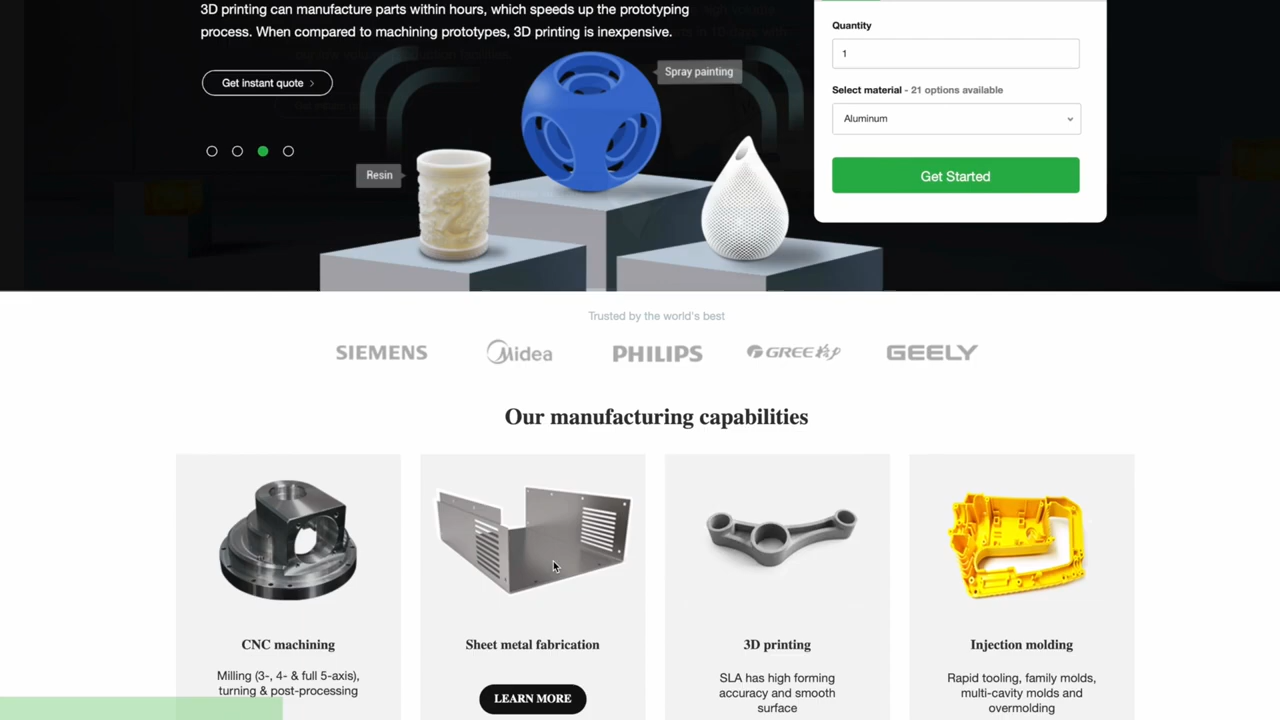 3D printing can manufacture parts within hours, which speeds up the prototyping
process. When compared to machining prototypes, 3D printing is inexpensive.
Get instant quote
Spray painting
Resin
Quantity
1
Select material - 21 options available
Aluminum
Get Started
Trusted by the world's best
SIEMENS
Midea
PHILIPS
GREE 格力
GEELY
Our manufacturing capabilities
CNC machining
Milling (3-, 4- & full 5-axis),
turning & post-processing
Sheet metal fabrication
LEARN MORE
3D printing
SLA has high forming
accuracy and smooth
surface
Injection molding
Rapid tooling, family molds,
multi-cavity molds and
overmolding